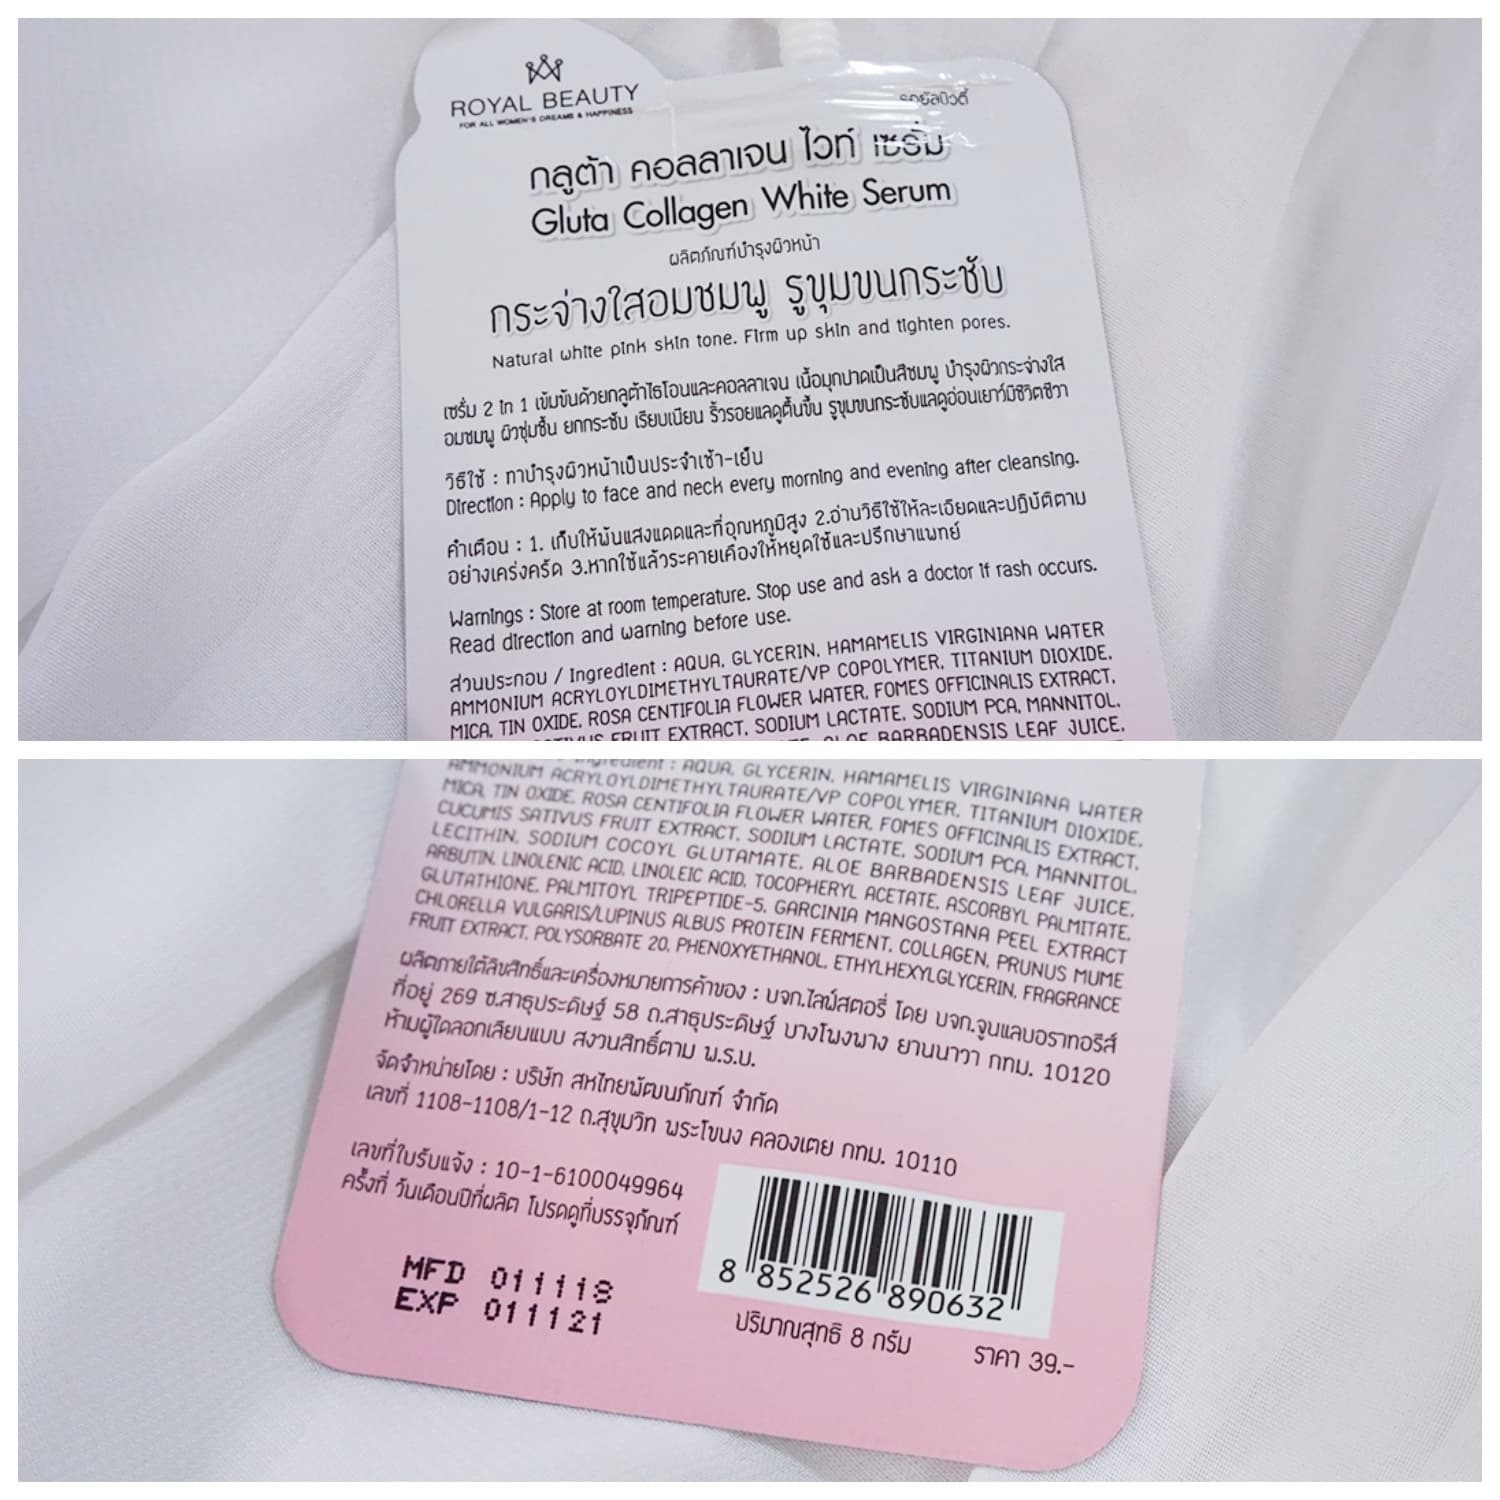 ROYAL BEAUTY
FOR ALL WOMEN'S DREAMS & HAPPINESS
รอยัลบิวตี้
กลูต้า คอลลาเจน ไวท์ เซรั่ม
Gluta Collagen White Serum
ผลิตภัณฑ์บำรุงผิวหน้า
กระจ่างใสอมชมพู รูขุมขนกระชับ
Natural white pink skin tone. Firm up skin and tighten pores.
เซรั่ม 2 in 1 เข้มข้นด้วยกลูต้าไธโอนและคอลลาเจน เนื้อมุกปาดเป็นสีชมพู บำรุงผิวกระจ่างใส
อมชมพู ผิวชุ่มชื้น ยกกระชับ เรียบเนียน ริ้วรอยแลดูตื้นขึ้น รูขุมขนกระชับแลดูอ่อนเยาว์มีชีวิตชีวา
วิธีใช้ : ทาบำรุงผิวหน้าเป็นประจำเช้า-เย็น
Direction : Apply to face and neck every morning and evening after cleansing.
คำเตือน : 1. เก็บให้พ้นแสงแดดและที่อุณหภูมิสูง 2.อ่านวิธีใช้ให้ละเอียดและปฏิบัติตาม
อย่างเคร่งครัด 3.หากใช้แล้วระคายเคืองให้หยุดใช้และปรึกษาแพทย์
Warnings : Store at room temperature. Stop use and ask a doctor if rash occurs.
Read direction and warning before use.
ส่วนประกอบ / Ingredient : AQUA, GLYCERIN, HAMAMELIS VIRGINIANA WATER
AMMONIUM ACRYLOYLDIMETHYLTAURATE/VP COPOLYMER, TITANIUM DIOXIDE,
MICA, TIN OXIDE, ROSA CENTIFOLIA FLOWER WATER, FOMES OFFICINALIS EXTRACT,
FRUIT EXTRACT, SODIUM LACTATE, SODIUM PCA, MANNITOL,
ALOE BARBADENSIS LEAF JUICE,
Ingredient : AQUA, GLYCERIN, HAMAMELIS VIRGINIANA WATER
AMMONIUM ACRYLOYLDIMETHYLTAURATE/VP COPOLYMER, TITANIUM DIOXIDE,
MICA, TIN OXIDE, ROSA CENTIFOLIA FLOWER WATER, FOMES OFFICINALIS EXTRACT,
CUCUMIS SATIVUS FRUIT EXTRACT, SODIUM LACTATE, SODIUM PCA, MANNITOL,
LECITHIN, SODIUM COCOYL GLUTAMATE, ALOE BARBADENSIS LEAF JUICE,
ARBUTIN, LINOLENIC ACID, LINOLEIC ACID, TOCOPHERYL ACETATE, ASCORBYL PALMITATE,
GLUTATHIONE, PALMITOYL TRIPEPTIDE-5, GARCINIA MANGOSTANA PEEL EXTRACT
CHLORELLA VULGARIS/LUPINUS ALBUS PROTEIN FERMENT, COLLAGEN, PRUNUS MUME
FRUIT EXTRACT, POLYSORBATE 20, PHENOXYETHANOL, ETHYLHEXYLGLYCERIN, FRAGRANCE
ผลิตภายใต้ลิขสิทธิ์และเครื่องหมายการค้าของ : บจก.ไลฟ์สตอรี่ โดย บจก.จูนแลบอราทอรีส์
ที่อยู่ 269 ซ.สาธุประดิษฐ์ 58 ถ.สาธุประดิษฐ์ บางโพงพาง ยานนาวา กทม. 10120
ห้ามผู้ใดลอกเลียนแบบ สงวนสิทธิ์ตาม พ.ร.บ.
จัดจำหน่ายโดย : บริษัท สหไทยพัฒนภัณฑ์ จำกัด
เลขที่ 1108-1108/1-12 ถ.สุขุมวิท พระโขนง คลองเตย กทม. 10110
เลขที่ใบรับแจ้ง : 10-1-6100049964
ครั้งที่ วันเดือนปีที่ผลิต โปรดดูที่บรรจุภัณฑ์
MFD 011118
EXP 011121
8 852526 890632
ปริมาณสุทธิ 8 กรัม ราคา 39.-